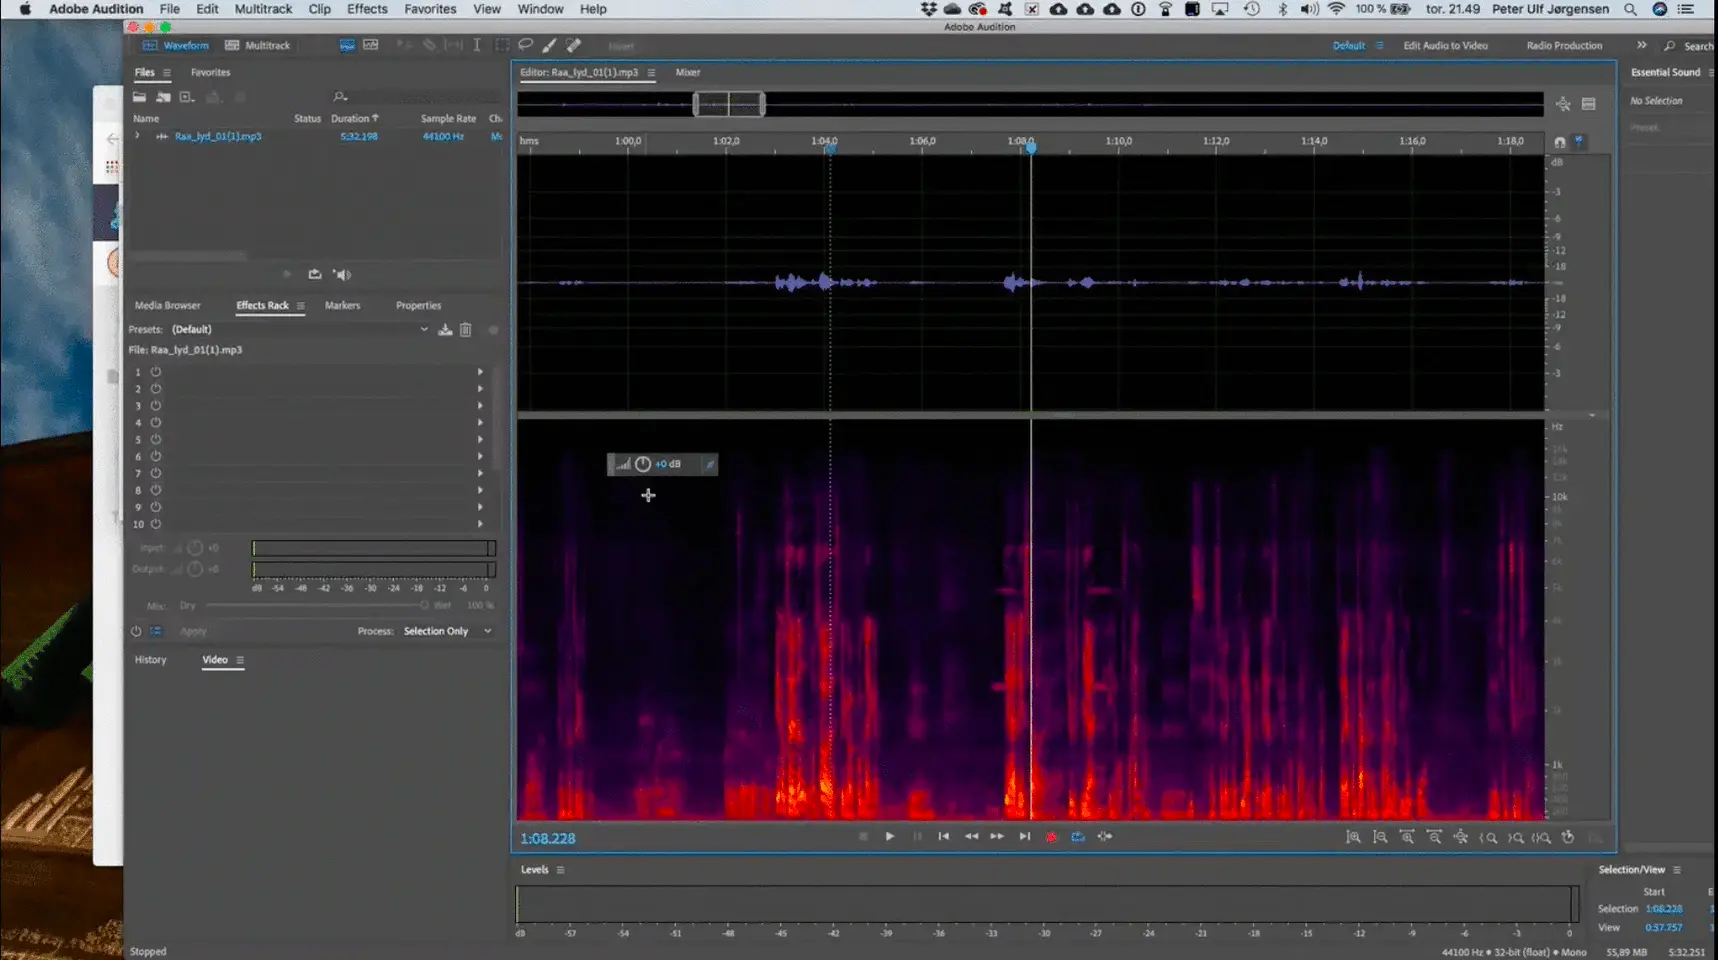 Adobe Audition File Edit Multitrack Clip Effects Favorites View Window Help 100 % tor. 21.49 Peter Ulf Jørgensen
Adobe Audition
Waveform Multitrack Invert Default Edit Audio to Video Radio Production Search
Files Favorites
Editor: Raa_lyd_01(1).mp3 Mixer
Essential Sound
No Selection
Preset:
Name Status Duration Sample Rate Ch
Raa_lyd_01(1).mp3 5:32.198 44100 Hz Mo
hms 1:00,0 1:02,0 1:04,0 1:06,0 1:08,0 1:10,0 1:12,0 1:14,0 1:16,0 1:18,0
dB
-3
-6
-9
-12
-18
-18
-12
-9
-6
-3
Media Browser Effects Rack Markers Properties
Presets: (Default)
File: Raa_lyd_01(1).mp3
1
2
3
4
5
6
7
8
9
10
Input: +0
Output: +0
dB -54 -48 -42 -36 -30 -24 -18 -12 -6 0
Mix: Dry Wet 100 %
Apply Process: Selection Only
History Video
Hz
+0 dB
10k
1k
1:08.228
Levels
dB -57 -54 -51 -48 -45 -42 -39 -36 -33 -30 -27 -24 -21 -18 -15 -12 -9 -6 -3 0
Selection/View
Start E
Selection 1:08.228
View 0:57.757
Stopped
44100 Hz • 32-bit (float) • Mono 55,89 MB 5:32.251